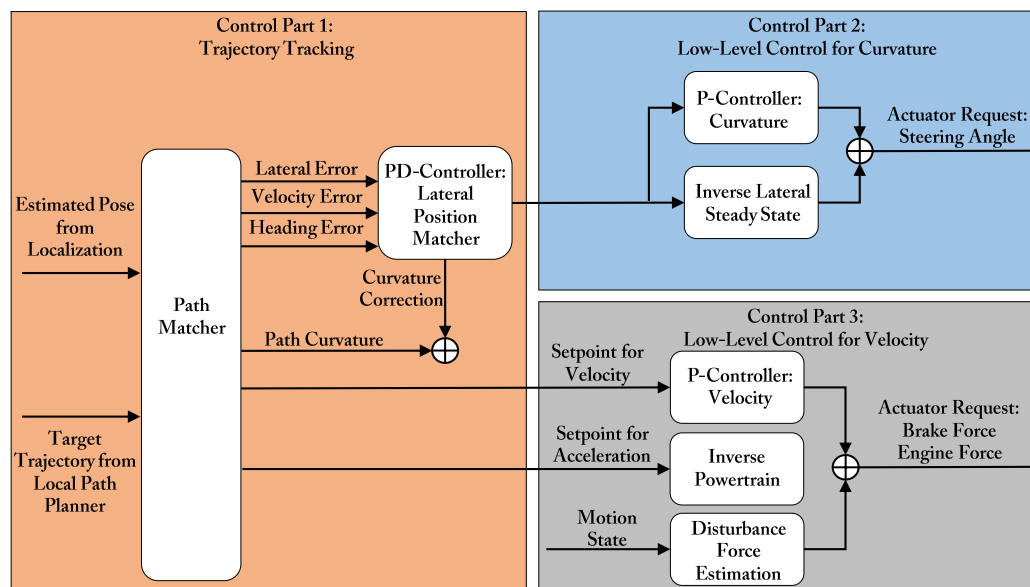 Control Part 1:
Trajectory Tracking
Estimated Pose
from
Localization
Target
Trajectory from
Local Path
Planner
Path
Matcher
Lateral Error
Velocity Error
Heading Error
PD-Controller:
Lateral
Position
Matcher
Curvature
Correction
Path Curvature
Control Part 2:
Low-Level Control for Curvature
P-Controller:
Curvature
Inverse Lateral
Steady State
Actuator Request:
Steering Angle
Control Part 3:
Low-Level Control for Velocity
Setpoint for
Velocity
P-Controller:
Velocity
Setpoint for
Acceleration
Inverse
Powertrain
Motion
State
Disturbance
Force
Estimation
Actuator Request:
Brake Force
Engine Force